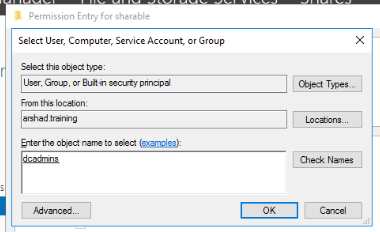 Manager File and Storage Services Shares
Permission Entry for sharable
Select User, Computer, Service Account, or Group
Select this object type:
User, Group, or Built-in security principal
Object Types...
From this location:
arshad.training
Locations...
Enter the object name to select (examples):
dcadmins
Check Names
Advanced...
OK
Cancel